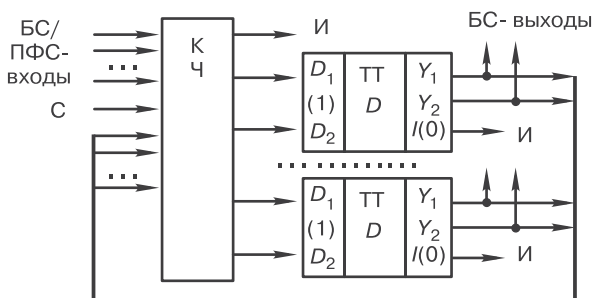 БС/
ПФС-
входы
...
С
...
К
Ч
И
БС- выходы
D1 ТТ Y1
(1) D Y2
D2 I(0)
И
D1 ТТ Y1
(1) D Y2
D2 I(0)
И